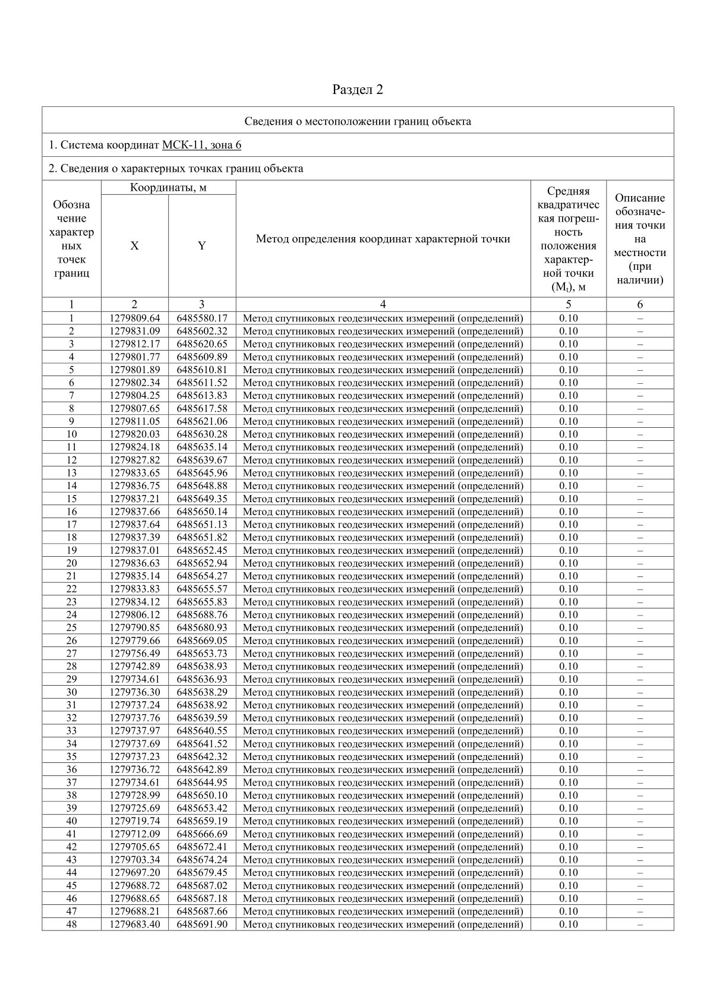 Раздел 2
Сведения о местоположении границ объекта
1. Система координат МСК-11, зона 6
2. Сведения о характерных точках границ объекта
Обозна
чение
характер
ных
точек
границ
Координаты, м
X
Y
Метод определения координат характерной точки
Средняя
квадратичес
кая погреш-
ность
положения
характер-
ной точки
(Mt), м
Описание
обозначе-
ния точки
на
местности
(при
наличии)
1 2 3 4 5 6
1 1279809.64 6485580.17 Метод спутниковых геодезических измерений (определений) 0.10 –
2 1279831.09 6485602.32 Метод спутниковых геодезических измерений (определений) 0.10 –
3 1279812.17 6485620.65 Метод спутниковых геодезических измерений (определений) 0.10 –
4 1279801.77 6485609.89 Метод спутниковых геодезических измерений (определений) 0.10 –
5 1279801.89 6485610.81 Метод спутниковых геодезических измерений (определений) 0.10 –
6 1279802.34 6485611.52 Метод спутниковых геодезических измерений (определений) 0.10 –
7 1279804.25 6485613.83 Метод спутниковых геодезических измерений (определений) 0.10 –
8 1279807.65 6485617.58 Метод спутниковых геодезических измерений (определений) 0.10 –
9 1279811.05 6485621.06 Метод спутниковых геодезических измерений (определений) 0.10 –
10 1279820.03 6485630.28 Метод спутниковых геодезических измерений (определений) 0.10 –
11 1279824.18 6485635.14 Метод спутниковых геодезических измерений (определений) 0.10 –
12 1279827.82 6485639.67 Метод спутниковых геодезических измерений (определений) 0.10 –
13 1279833.65 6485645.96 Метод спутниковых геодезических измерений (определений) 0.10 –
14 1279836.75 6485648.88 Метод спутниковых геодезических измерений (определений) 0.10 –
15 1279837.21 6485649.35 Метод спутниковых геодезических измерений (определений) 0.10 –
16 1279837.66 6485650.14 Метод спутниковых геодезических измерений (определений) 0.10 –
17 1279837.64 6485651.13 Метод спутниковых геодезических измерений (определений) 0.10 –
18 1279837.39 6485651.82 Метод спутниковых геодезических измерений (определений) 0.10 –
19 1279837.01 6485652.45 Метод спутниковых геодезических измерений (определений) 0.10 –
20 1279836.63 6485652.94 Метод спутниковых геодезических измерений (определений) 0.10 –
21 1279835.14 6485654.27 Метод спутниковых геодезических измерений (определений) 0.10 –
22 1279833.83 6485655.57 Метод спутниковых геодезических измерений (определений) 0.10 –
23 1279834.12 6485655.83 Метод спутниковых геодезических измерений (определений) 0.10 –
24 1279806.12 6485688.76 Метод спутниковых геодезических измерений (определений) 0.10 –
25 1279790.85 6485680.93 Метод спутниковых геодезических измерений (определений) 0.10 –
26 1279779.66 6485669.05 Метод спутниковых геодезических измерений (определений) 0.10 –
27 1279756.49 6485653.73 Метод спутниковых геодезических измерений (определений) 0.10 –
28 1279742.89 6485638.93 Метод спутниковых геодезических измерений (определений) 0.10 –
29 1279734.61 6485636.93 Метод спутниковых геодезических измерений (определений) 0.10 –
30 1279736.30 6485638.29 Метод спутниковых геодезических измерений (определений) 0.10 –
31 1279737.24 6485638.92 Метод спутниковых геодезических измерений (определений) 0.10 –
32 1279737.76 6485639.59 Метод спутниковых геодезических измерений (определений) 0.10 –
33 1279737.97 6485640.55 Метод спутниковых геодезических измерений (определений) 0.10 –
34 1279737.69 6485641.52 Метод спутниковых геодезических измерений (определений) 0.10 –
35 1279737.23 6485642.32 Метод спутниковых геодезических измерений (определений) 0.10 –
36 1279736.72 6485642.89 Метод спутниковых геодезических измерений (определений) 0.10 –
37 1279734.61 6485644.95 Метод спутниковых геодезических измерений (определений) 0.10 –
38 1279728.99 6485650.10 Метод спутниковых геодезических измерений (определений) 0.10 –
39 1279725.69 6485653.42 Метод спутниковых геодезических измерений (определений) 0.10 –
40 1279719.74 6485659.19 Метод спутниковых геодезических измерений (определений) 0.10 –
41 1279712.09 6485666.69 Метод спутниковых геодезических измерений (определений) 0.10 –
42 1279705.65 6485672.41 Метод спутниковых геодезических измерений (определений) 0.10 –
43 1279703.34 6485674.24 Метод спутниковых геодезических измерений (определений) 0.10 –
44 1279697.20 6485679.45 Метод спутниковых геодезических измерений (определений) 0.10 –
45 1279688.72 6485687.02 Метод спутниковых геодезических измерений (определений) 0.10 –
46 1279688.65 6485687.18 Метод спутниковых геодезических измерений (определений) 0.10 –
47 1279688.21 6485687.66 Метод спутниковых геодезических измерений (определений) 0.10 –
48 1279683.40 6485691.90 Метод спутниковых геодезических измерений (определений) 0.10 –